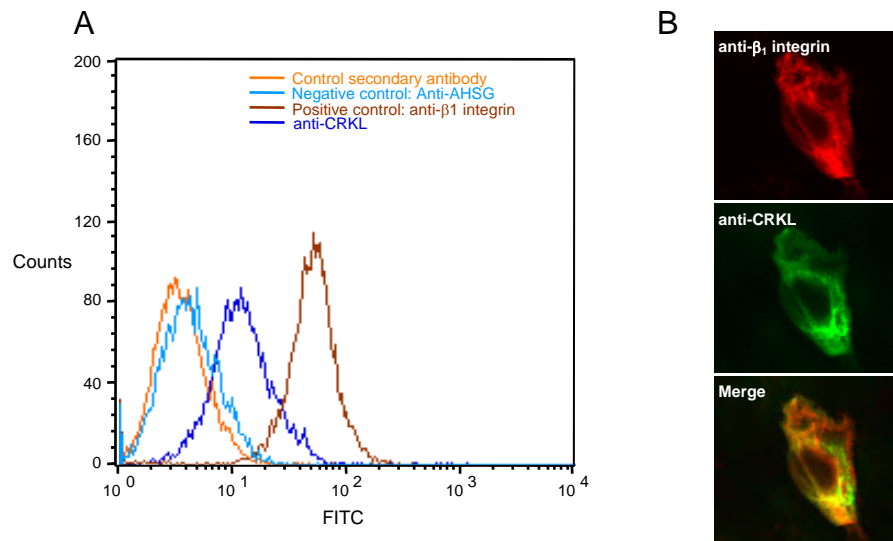 A
B
200
160
120
80
40
0
Counts
Control secondary antibody
Negative control: Anti-AHSG
Positive control: anti-β1 integrin
anti-CRKL
10 0
10 1
10 2
10 3
10 4
FITC
anti-β₁ integrin
anti-CRKL
Merge